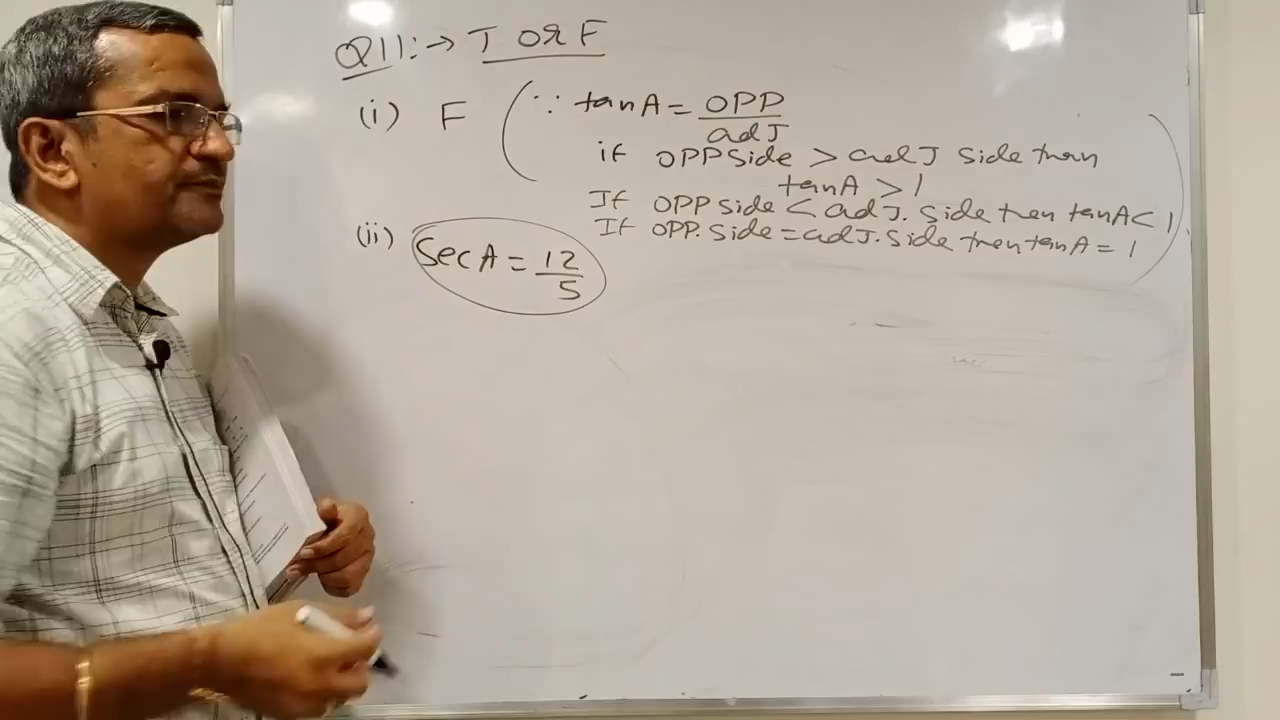 Q11:→ T OR F
(i) F (∵ tanA = OPP/adJ
if OPPSide > adJ side then
tanA > 1
If OPP side < adJ. side then tanA < 1
If OPP. Side = adJ. Side then tanA = 1)
(ii) SecA = 12/5